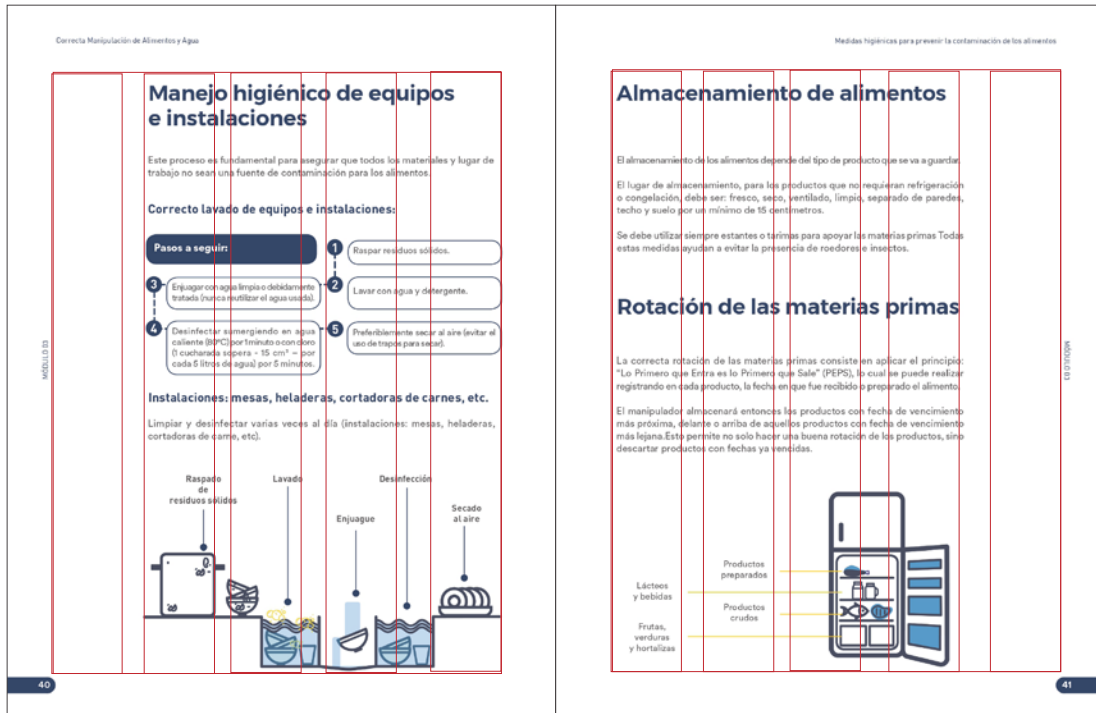 Correcta Manipulación de Alimentos y Agua
Manejo higiénico de equipos
e instalaciones
Este proceso es fundamental para asegurar que todos los materiales y lugar de
trabajo no sean una fuente de contaminación para los alimentos.
Correcto lavado de equipos e instalaciones:
Pasos a seguir:
1
Raspar residuos sólidos.
2
Lavar con agua y detergente.
3
Enjuagar con agua limpia o debidamente
tratada (nunca reutilizar el agua usada).
4
Desinfectar sumergiendo en agua
caliente (80°C) por 1 minuto o con cloro
(1 cucharada sopera - 15 cm³ – por
cada 5 litros de agua) por 5 minutos.
5
Preferiblemente secar al aire (evitar el
uso de trapos para secar).
Instalaciones: mesas, heladeras, cortadoras de carnes, etc.
Limpiar y desinfectar varias veces al día (instalaciones: mesas, heladeras,
cortadoras de carne, etc).
Raspado
de
residuos sólidos
Lavado
Enjuague
Desinfección
Secado
al aire
MÓDULO 03
40
Medidas higiénicas para prevenir la contaminación de los alimentos
Almacenamiento de alimentos
El almacenamiento de los alimentos depende del tipo de producto que se va a guardar.
El lugar de almacenamiento, para los productos que no requieran refrigeración
o congelación, debe ser: fresco, seco, ventilado, limpio, separado de paredes,
techo y suelo por un mínimo de 15 centímetros.
Se debe utilizar siempre estantes o tarimas para apoyar las materias primas Todas
estas medidas ayudan a evitar la presencia de roedores e insectos.
Rotación de las materias primas
La correcta rotación de las materias primas consiste en aplicar el principio:
"Lo Primero que Entra es lo Primero que Sale" (PEPS), lo cual se puede realizar
registrando en cada producto, la fecha en que fue recibido o preparado el alimento.
El manipulador almacenará entonces los productos con fecha de vencimiento
más próxima, delante o arriba de aquellos productos con fecha de vencimiento
más lejana.Esto permite no solo hacer una buena rotación de los productos, sino
descartar productos con fechas ya vencidas.
Productos
preparados
Lácteos
y bebidas
Productos
crudos
Frutas,
verduras
y hortalizas
MÓDULO 03
41